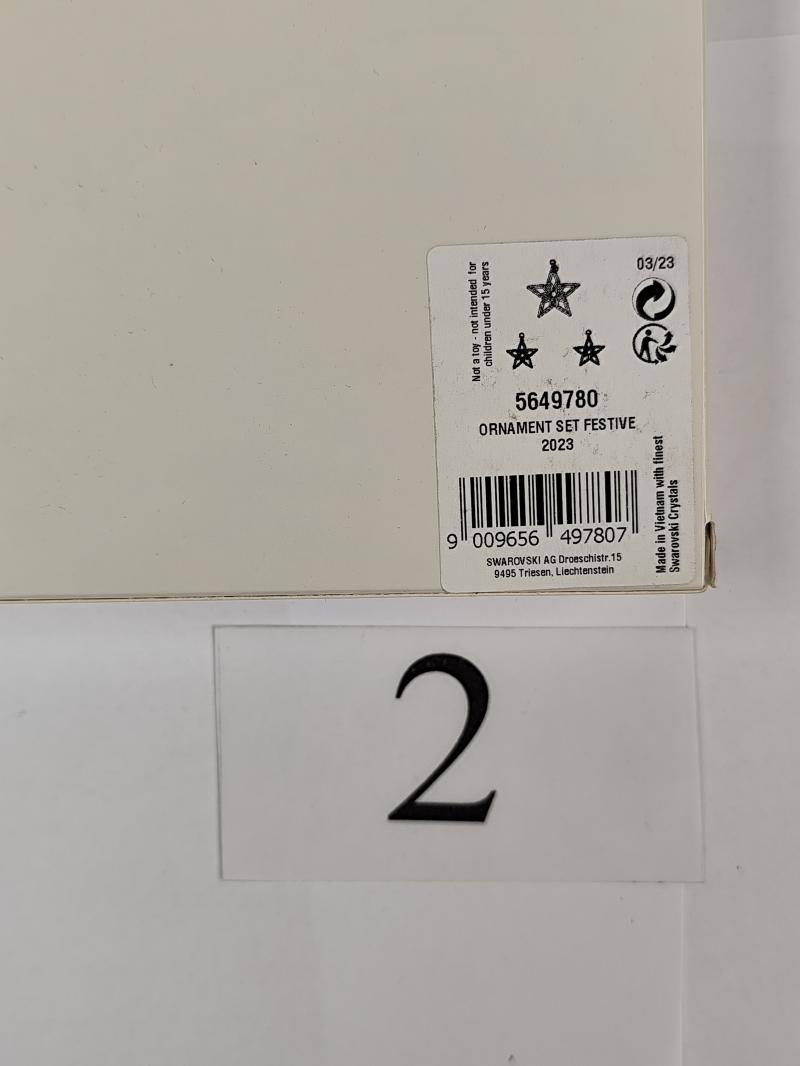 Not a toy - not intended for
children under 15 years
03/23
5649780
ORNAMENT SET FESTIVE
2023
9 009656 497807
SWAROVSKI AG Droeschistr.15
9495 Triesen, Liechtenstein
Made in Vietnam with finest
Swarovski Crystals
2